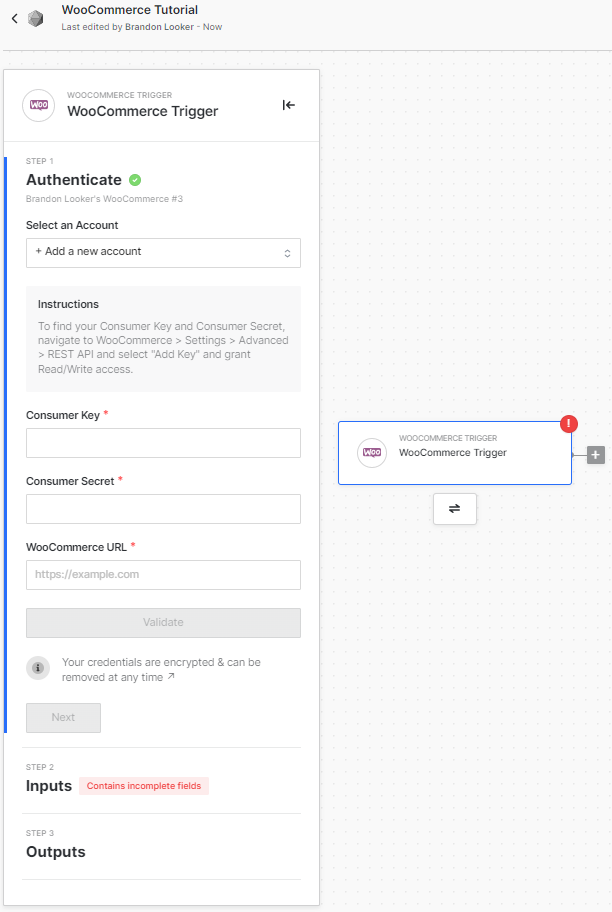 WooCommerce Tutorial
Last edited by Brandon Looker - Now
WOO
WOOCOMMERCE TRIGGER
WooCommerce Trigger
STEP 1
Authenticate
Brandon Looker's WooCommerce #3
Select an Account
+ Add a new account
Instructions
To find your Consumer Key and Consumer Secret,
navigate to WooCommerce > Settings > Advanced
> REST API and select "Add Key" and grant
Read/Write access.
Consumer Key *
Consumer Secret *
WooCommerce URL *
https://example.com
Validate
Your credentials are encrypted & can be
removed at any time ↗
Next
STEP 2
Inputs Contains incomplete fields
STEP 3
Outputs
!
WOO
WOOCOMMERCE TRIGGER
WooCommerce Trigger
+